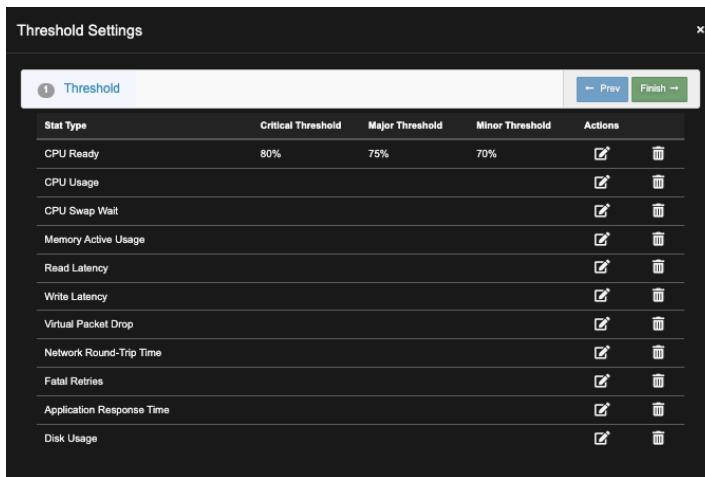 Threshold Settings ×
1 Threshold ← Prev Finish →
Stat Type Critical Threshold Major Threshold Minor Threshold Actions
CPU Ready 80% 75% 70%
CPU Usage
CPU Swap Wait
Memory Active Usage
Read Latency
Write Latency
Virtual Packet Drop
Network Round-Trip Time
Fatal Retries
Application Response Time
Disk Usage